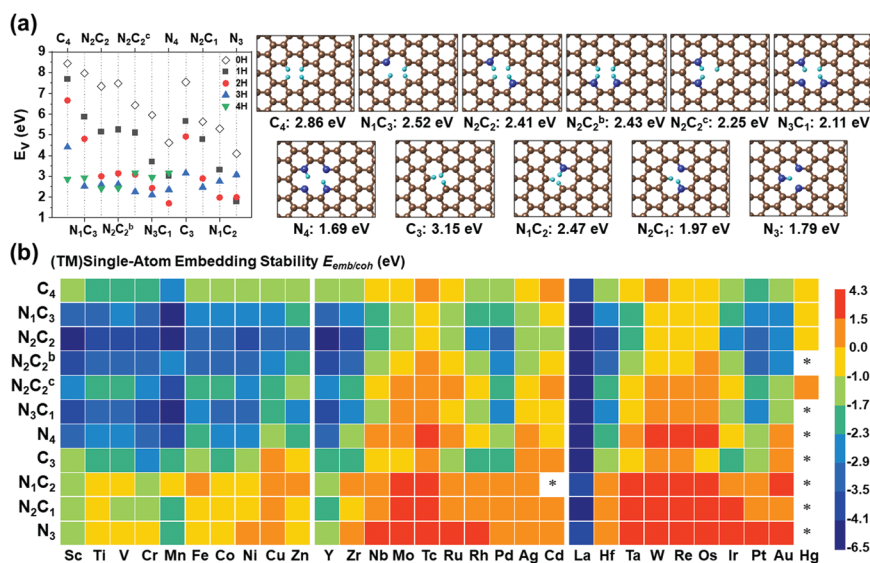 (a)
C₄ N₂C₂ N₂C₂ᶜ N₄ N₂C₁ N₃
9
8
7
6
5
4
3
2
1
Eᵥ (eV)
0H
1H
2H
3H
4H
N₁C₃ N₂C₂ᵇ N₃C₁ C₃ N₁C₂
C₄: 2.86 eV N₁C₃: 2.52 eV N₂C₂: 2.41 eV N₂C₂ᵇ: 2.43 eV N₂C₂ᶜ: 2.25 eV N₃C₁: 2.11 eV
N₄: 1.69 eV C₃: 3.15 eV N₁C₂: 2.47 eV N₂C₁: 1.97 eV N₃: 1.79 eV
(b)
(TM)Single-Atom Embedding Stability E_emb/coh (eV)
C₄
N₁C₃
N₂C₂
N₂C₂ᵇ *
N₂C₂ᶜ
N₃C₁ *
N₄ *
C₃ *
N₁C₂ * *
N₂C₁ *
N₃ *
Sc Ti V Cr Mn Fe Co Ni Cu Zn Y Zr Nb Mo Tc Ru Rh Pd Ag Cd La Hf Ta W Re Os Ir Pt Au Hg
4.3
1.4
0.0
-1.0
-1.7
-2.3
-2.9
-3.5
-4.5
-5.1
-6.5